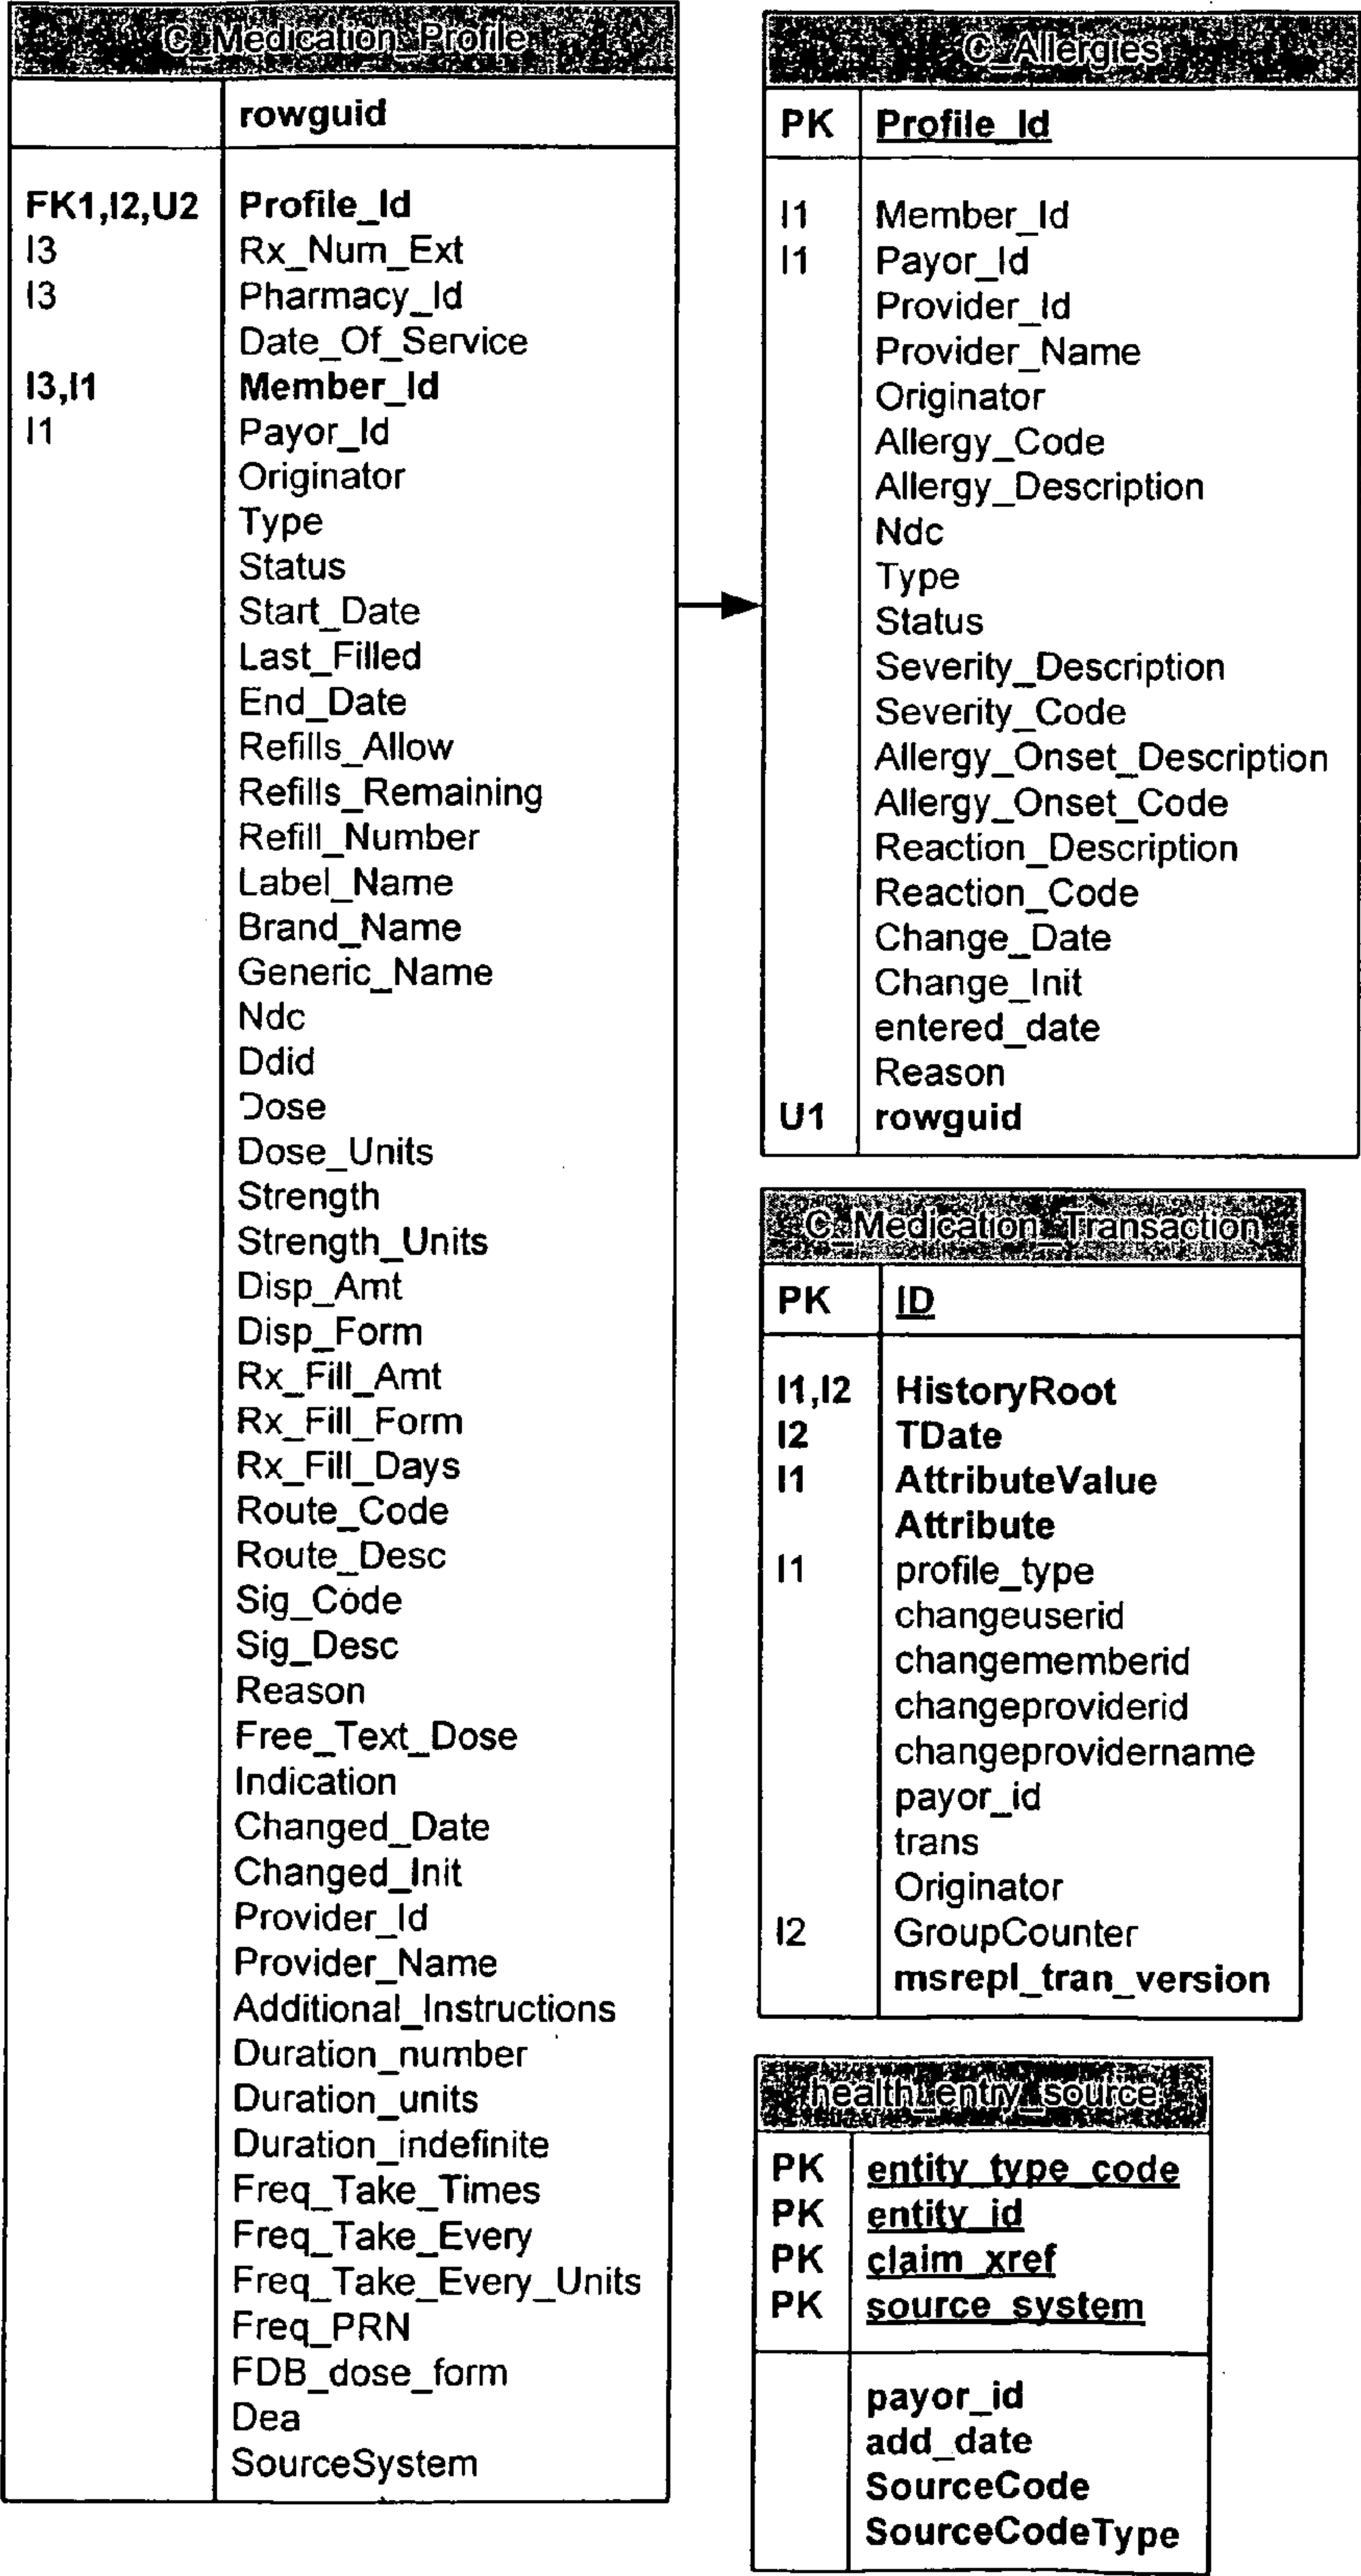 C_Medication_Profile
rowguid
FK1,I2,U2 Profile_Id
I3 Rx_Num_Ext
I3 Pharmacy_Id
Date_Of_Service
I3,I1 Member_Id
I1 Payor_Id
Originator
Type
Status
Start_Date
Last_Filled
End_Date
Refills_Allow
Refills_Remaining
Refill_Number
Label_Name
Brand_Name
Generic_Name
Ndc
Ddid
Dose
Dose_Units
Strength
Strength_Units
Disp_Amt
Disp_Form
Rx_Fill_Amt
Rx_Fill_Form
Rx_Fill_Days
Route_Code
Route_Desc
Sig_Code
Sig_Desc
Reason
Free_Text_Dose
Indication
Changed_Date
Changed_Init
Provider_Id
Provider_Name
Additional_Instructions
Duration_number
Duration_units
Duration_indefinite
Freq_Take_Times
Freq_Take_Every
Freq_Take_Every_Units
Freq_PRN
FDB_dose_form
Dea
SourceSystem
C_Allergies
PK Profile_Id
I1 Member_Id
I1 Payor_Id
Provider_Id
Provider_Name
Originator
Allergy_Code
Allergy_Description
Ndc
Type
Status
Severity_Description
Severity_Code
Allergy_Onset_Description
Allergy_Onset_Code
Reaction_Description
Reaction_Code
Change_Date
Change_Init
entered_date
Reason
U1 rowguid
C_Medication_Transaction
PK ID
I1,I2 HistoryRoot
I2 TDate
I1 AttributeValue
Attribute
I1 profile_type
changeuserid
changememberid
changeproviderid
changeprovidername
payor_id
trans
Originator
I2 GroupCounter
msrepl_tran_version
health_entry_source
PK entity_type_code
PK entity_id
PK claim_xref
PK source_system
payor_id
add_date
SourceCode
SourceCodeType